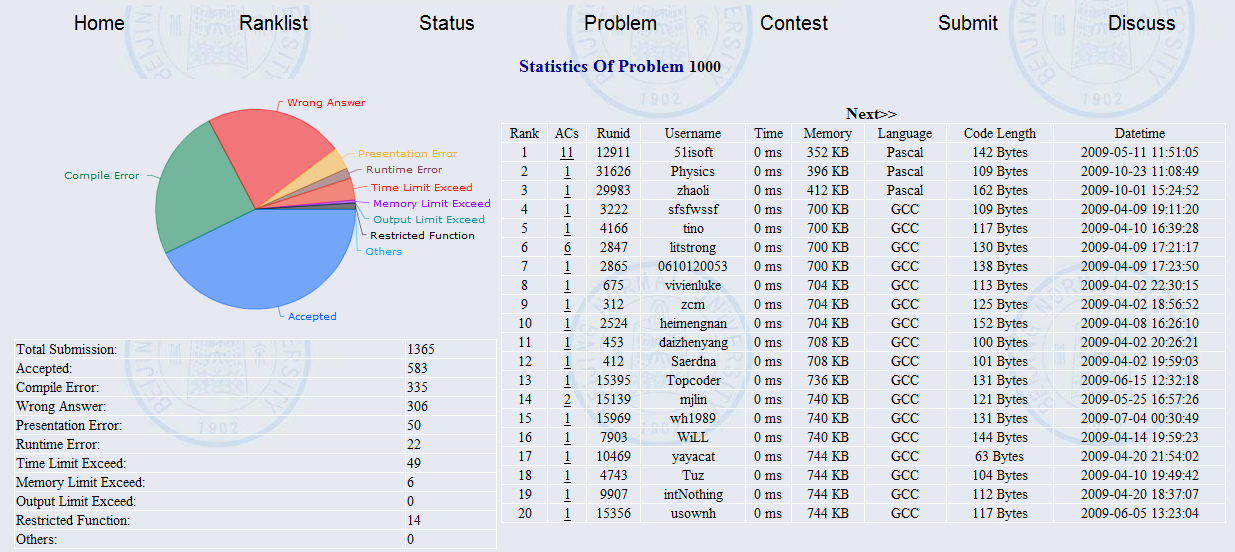 Home Ranklist Status Problem Contest Submit Discuss
Statistics Of Problem 1000
Wrong Answer
Presentation Error
Runtime Error
Compile Error
Time Limit Exceed
Memory Limit Exceed
Output Limit Exceed
Restricted Function
Others
Accepted
Total Submission: 1365
Accepted: 583
Compile Error: 335
Wrong Answer: 306
Presentation Error: 50
Runtime Error: 22
Time Limit Exceed: 49
Memory Limit Exceed: 6
Output Limit Exceed: 0
Restricted Function: 14
Others: 0
Next>>
Rank ACs Runid Username Time Memory Language Code Length Datetime
1 11 12911 51isoft 0 ms 352 KB Pascal 142 Bytes 2009-05-11 11:51:05
2 1 31626 Physics 0 ms 396 KB Pascal 109 Bytes 2009-10-23 11:08:49
3 1 29983 zhaoli 0 ms 412 KB Pascal 162 Bytes 2009-10-01 15:24:52
4 1 3222 sfsfwssf 0 ms 700 KB GCC 109 Bytes 2009-04-09 19:11:20
5 1 4166 tino 0 ms 700 KB GCC 117 Bytes 2009-04-10 16:39:28
6 6 2847 litstrong 0 ms 700 KB GCC 130 Bytes 2009-04-09 17:21:17
7 1 2865 0610120053 0 ms 700 KB GCC 138 Bytes 2009-04-09 17:23:50
8 1 675 vivienluke 0 ms 704 KB GCC 113 Bytes 2009-04-02 22:30:15
9 1 312 zcm 0 ms 704 KB GCC 125 Bytes 2009-04-02 18:56:52
10 1 2524 heimengnan 0 ms 704 KB GCC 152 Bytes 2009-04-08 16:26:10
11 1 453 daizhenyang 0 ms 708 KB GCC 100 Bytes 2009-04-02 20:26:21
12 1 412 Saerdna 0 ms 708 KB GCC 101 Bytes 2009-04-02 19:59:03
13 1 15395 Topcoder 0 ms 736 KB GCC 131 Bytes 2009-06-15 12:32:18
14 2 15139 mjlin 0 ms 740 KB GCC 121 Bytes 2009-05-25 16:57:26
15 1 15969 wh1989 0 ms 740 KB GCC 131 Bytes 2009-07-04 00:30:49
16 1 7903 WiLL 0 ms 740 KB GCC 144 Bytes 2009-04-14 19:59:23
17 1 10469 yayacat 0 ms 744 KB GCC 63 Bytes 2009-04-20 21:54:02
18 1 4743 Tuz 0 ms 744 KB GCC 104 Bytes 2009-04-10 19:49:42
19 1 9907 intNothing 0 ms 744 KB GCC 112 Bytes 2009-04-20 18:37:07
20 1 15356 usownh 0 ms 744 KB GCC 117 Bytes 2009-06-05 13:23:04